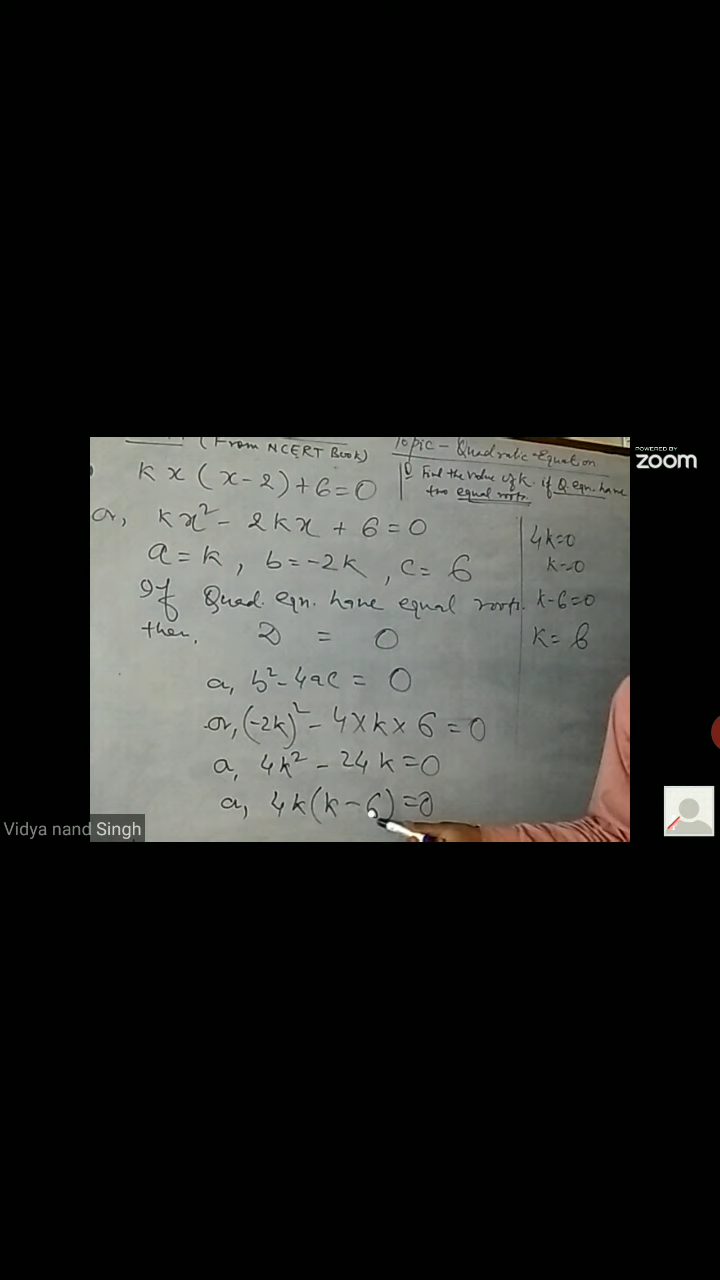 (From NCERT Book)
Topic - Quadratic Equation
Q Find the value of K if Q. eqn. have
two equal roots.
kx(x-2)+6=0
or, kx² - 2kx + 6 = 0
a = k, b = -2k, c = 6
If Quad. eqn. have equal roots.
then, D = 0
or, b² - 4ac = 0
or, (-2k)² - 4×k×6 = 0
or, 4k² - 24k = 0
or, 4k(k-6)=0
4k=0
k=0
k-6=0
k = 6
POWERED BY
zoom
Vidya nand Singh